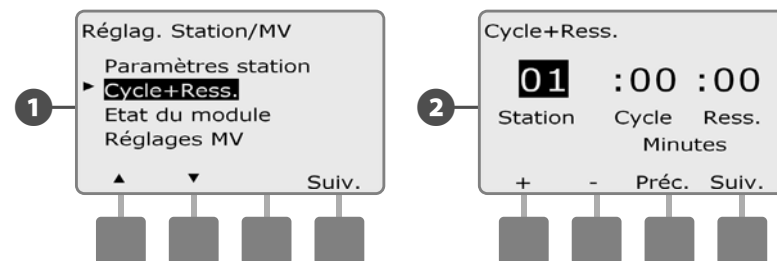 1
Réglag. Station/MV
Paramètres station
► Cycle+Ress.
Etat du module
Réglages MV
▲ ▼ Suiv.
2
Cycle+Ress.
01 :00 :00
Station Cycle Ress.
Minutes
+ - Préc. Suiv.